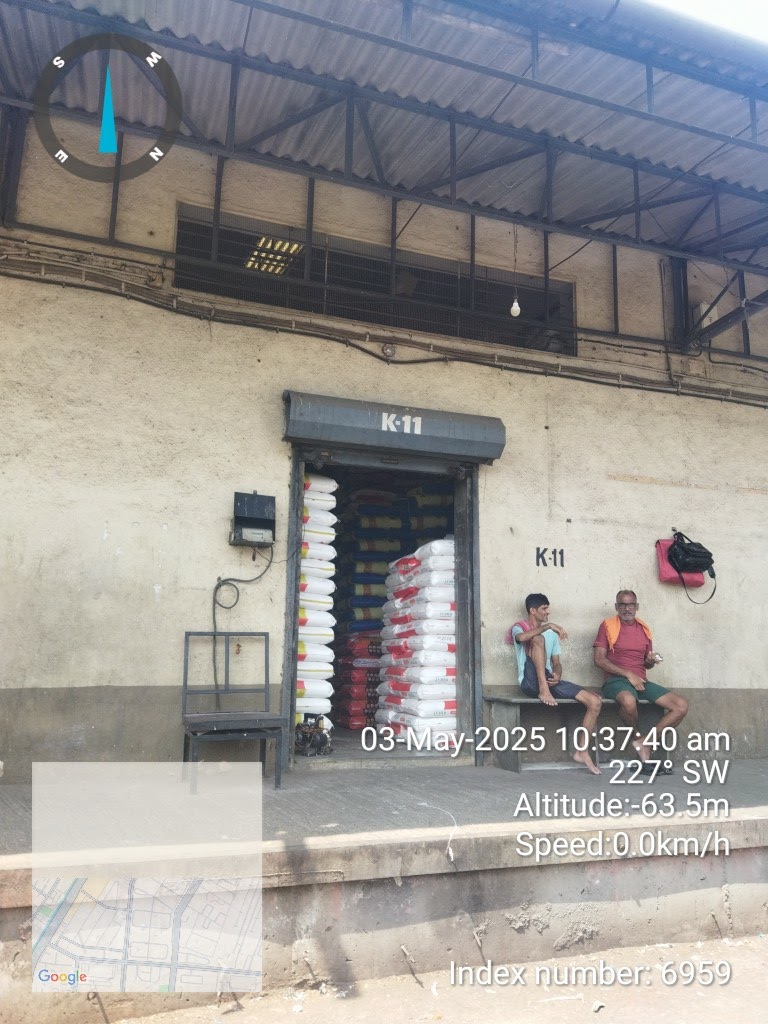 S
W
E
N
K-11
K-11
03-May-2025 10:37:40 am
227° SW
Altitude:-63.5m
Speed:0.0km/h
Google
Index number: 6959